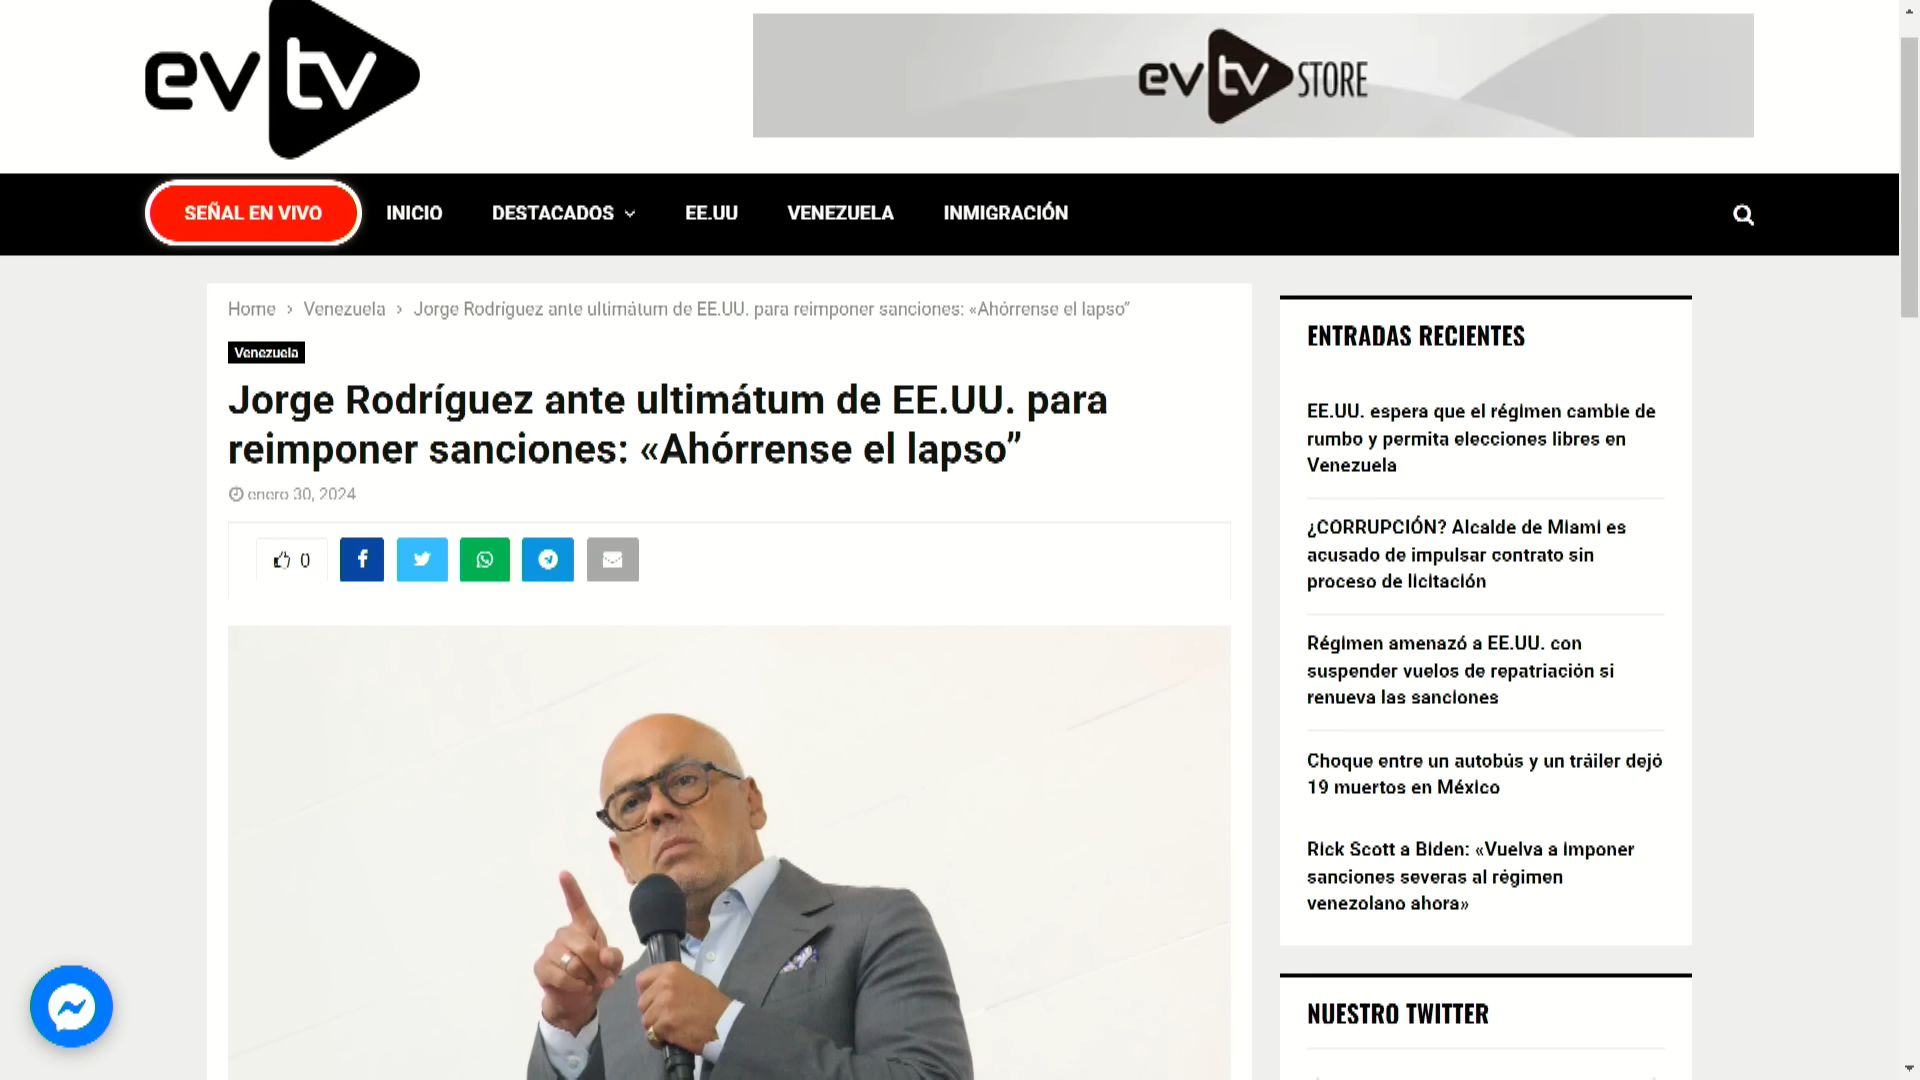 evtv
evtv STORE
SEÑAL EN VIVO
INICIO
DESTACADOS
EE.UU
VENEZUELA
INMIGRACIÓN
Home > Venezuela > Jorge Rodríguez ante ultimátum de EE.UU. para reimponer sanciones: «Ahórrense el lapso”
Venezuela
Jorge Rodríguez ante ultimátum de EE.UU. para
reimponer sanciones: «Ahórrense el lapso”
enero 30, 2024
0
ENTRADAS RECIENTES
EE.UU. espera que el régimen cambie de
rumbo y permita elecciones libres en
Venezuela
¿CORRUPCIÓN? Alcalde de Miami es
acusado de impulsar contrato sin
proceso de licitación
Régimen amenazó a EE.UU. con
suspender vuelos de repatriación si
renueva las sanciones
Choque entre un autobús y un tráiler dejó
19 muertos en México
Rick Scott a Biden: «Vuelva a imponer
sanciones severas al régimen
venezolano ahora»
NUESTRO TWITTER